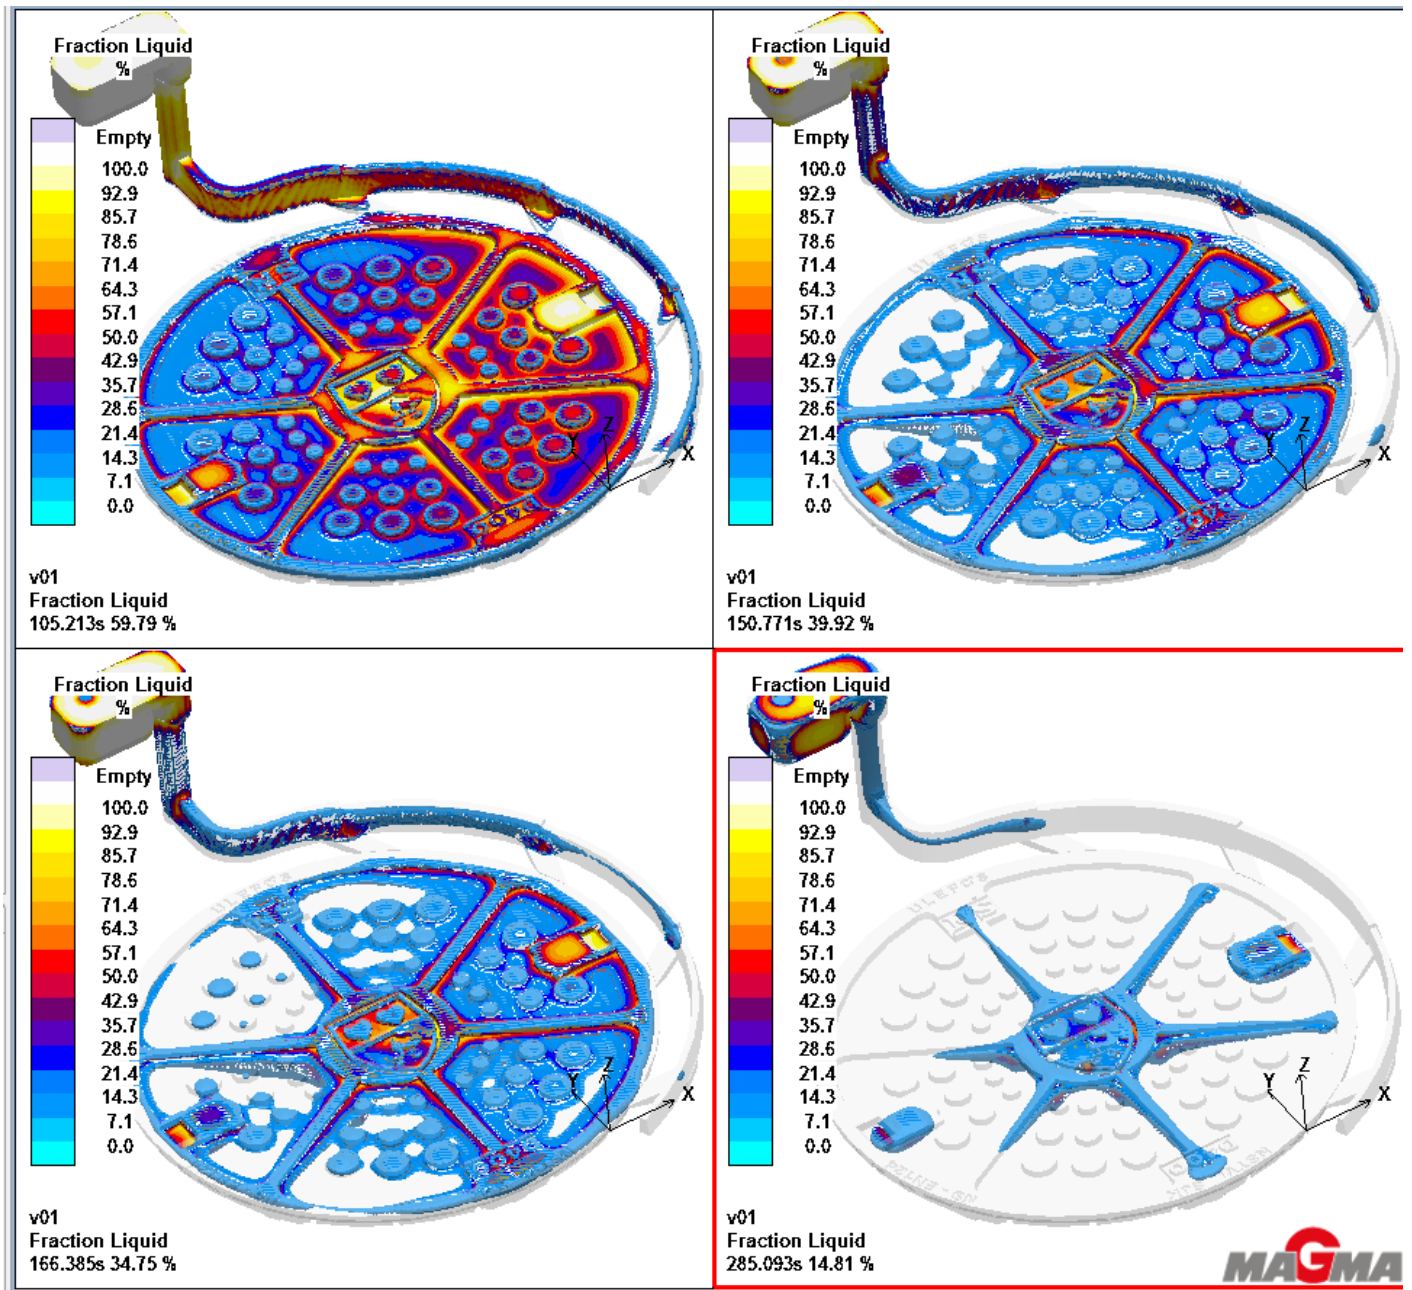 Fraction Liquid
%
Empty
100.0
92.9
85.7
78.6
71.4
64.3
57.1
50.0
42.9
35.7
28.6
21.4
14.3
7.1
0.0
Z
Y
X
v01
Fraction Liquid
105.213s 59.79 %
Fraction Liquid
%
Empty
100.0
92.9
85.7
78.6
71.4
64.3
57.1
50.0
42.9
35.7
28.6
21.4
14.3
7.1
0.0
Z
Y
X
v01
Fraction Liquid
150.771s 39.92 %
Fraction Liquid
%
Empty
100.0
92.9
85.7
78.6
71.4
64.3
57.1
50.0
42.9
35.7
28.6
21.4
14.3
7.1
0.0
Z
Y
X
v01
Fraction Liquid
166.385s 34.75 %
Fraction Liquid
%
Empty
100.0
92.9
85.7
78.6
71.4
64.3
57.1
50.0
42.9
35.7
28.6
21.4
14.3
7.1
0.0
Z
Y
X
v01
Fraction Liquid
285.093s 14.81 %
MAGMA